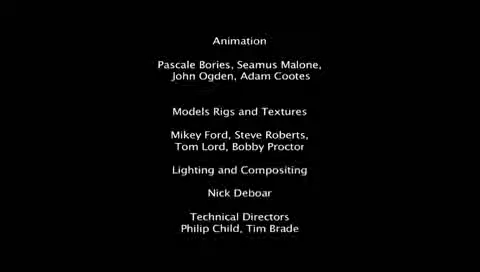 Animation
Pascale Bories, Seamus Malone,
John Ogden, Adam Cootes
Models Rigs and Textures
Mikey Ford, Steve Roberts,
Tom Lord, Bobby Proctor
Lighting and Compositing
Nick Deboar
Technical Directors
Philip Child, Tim Brade